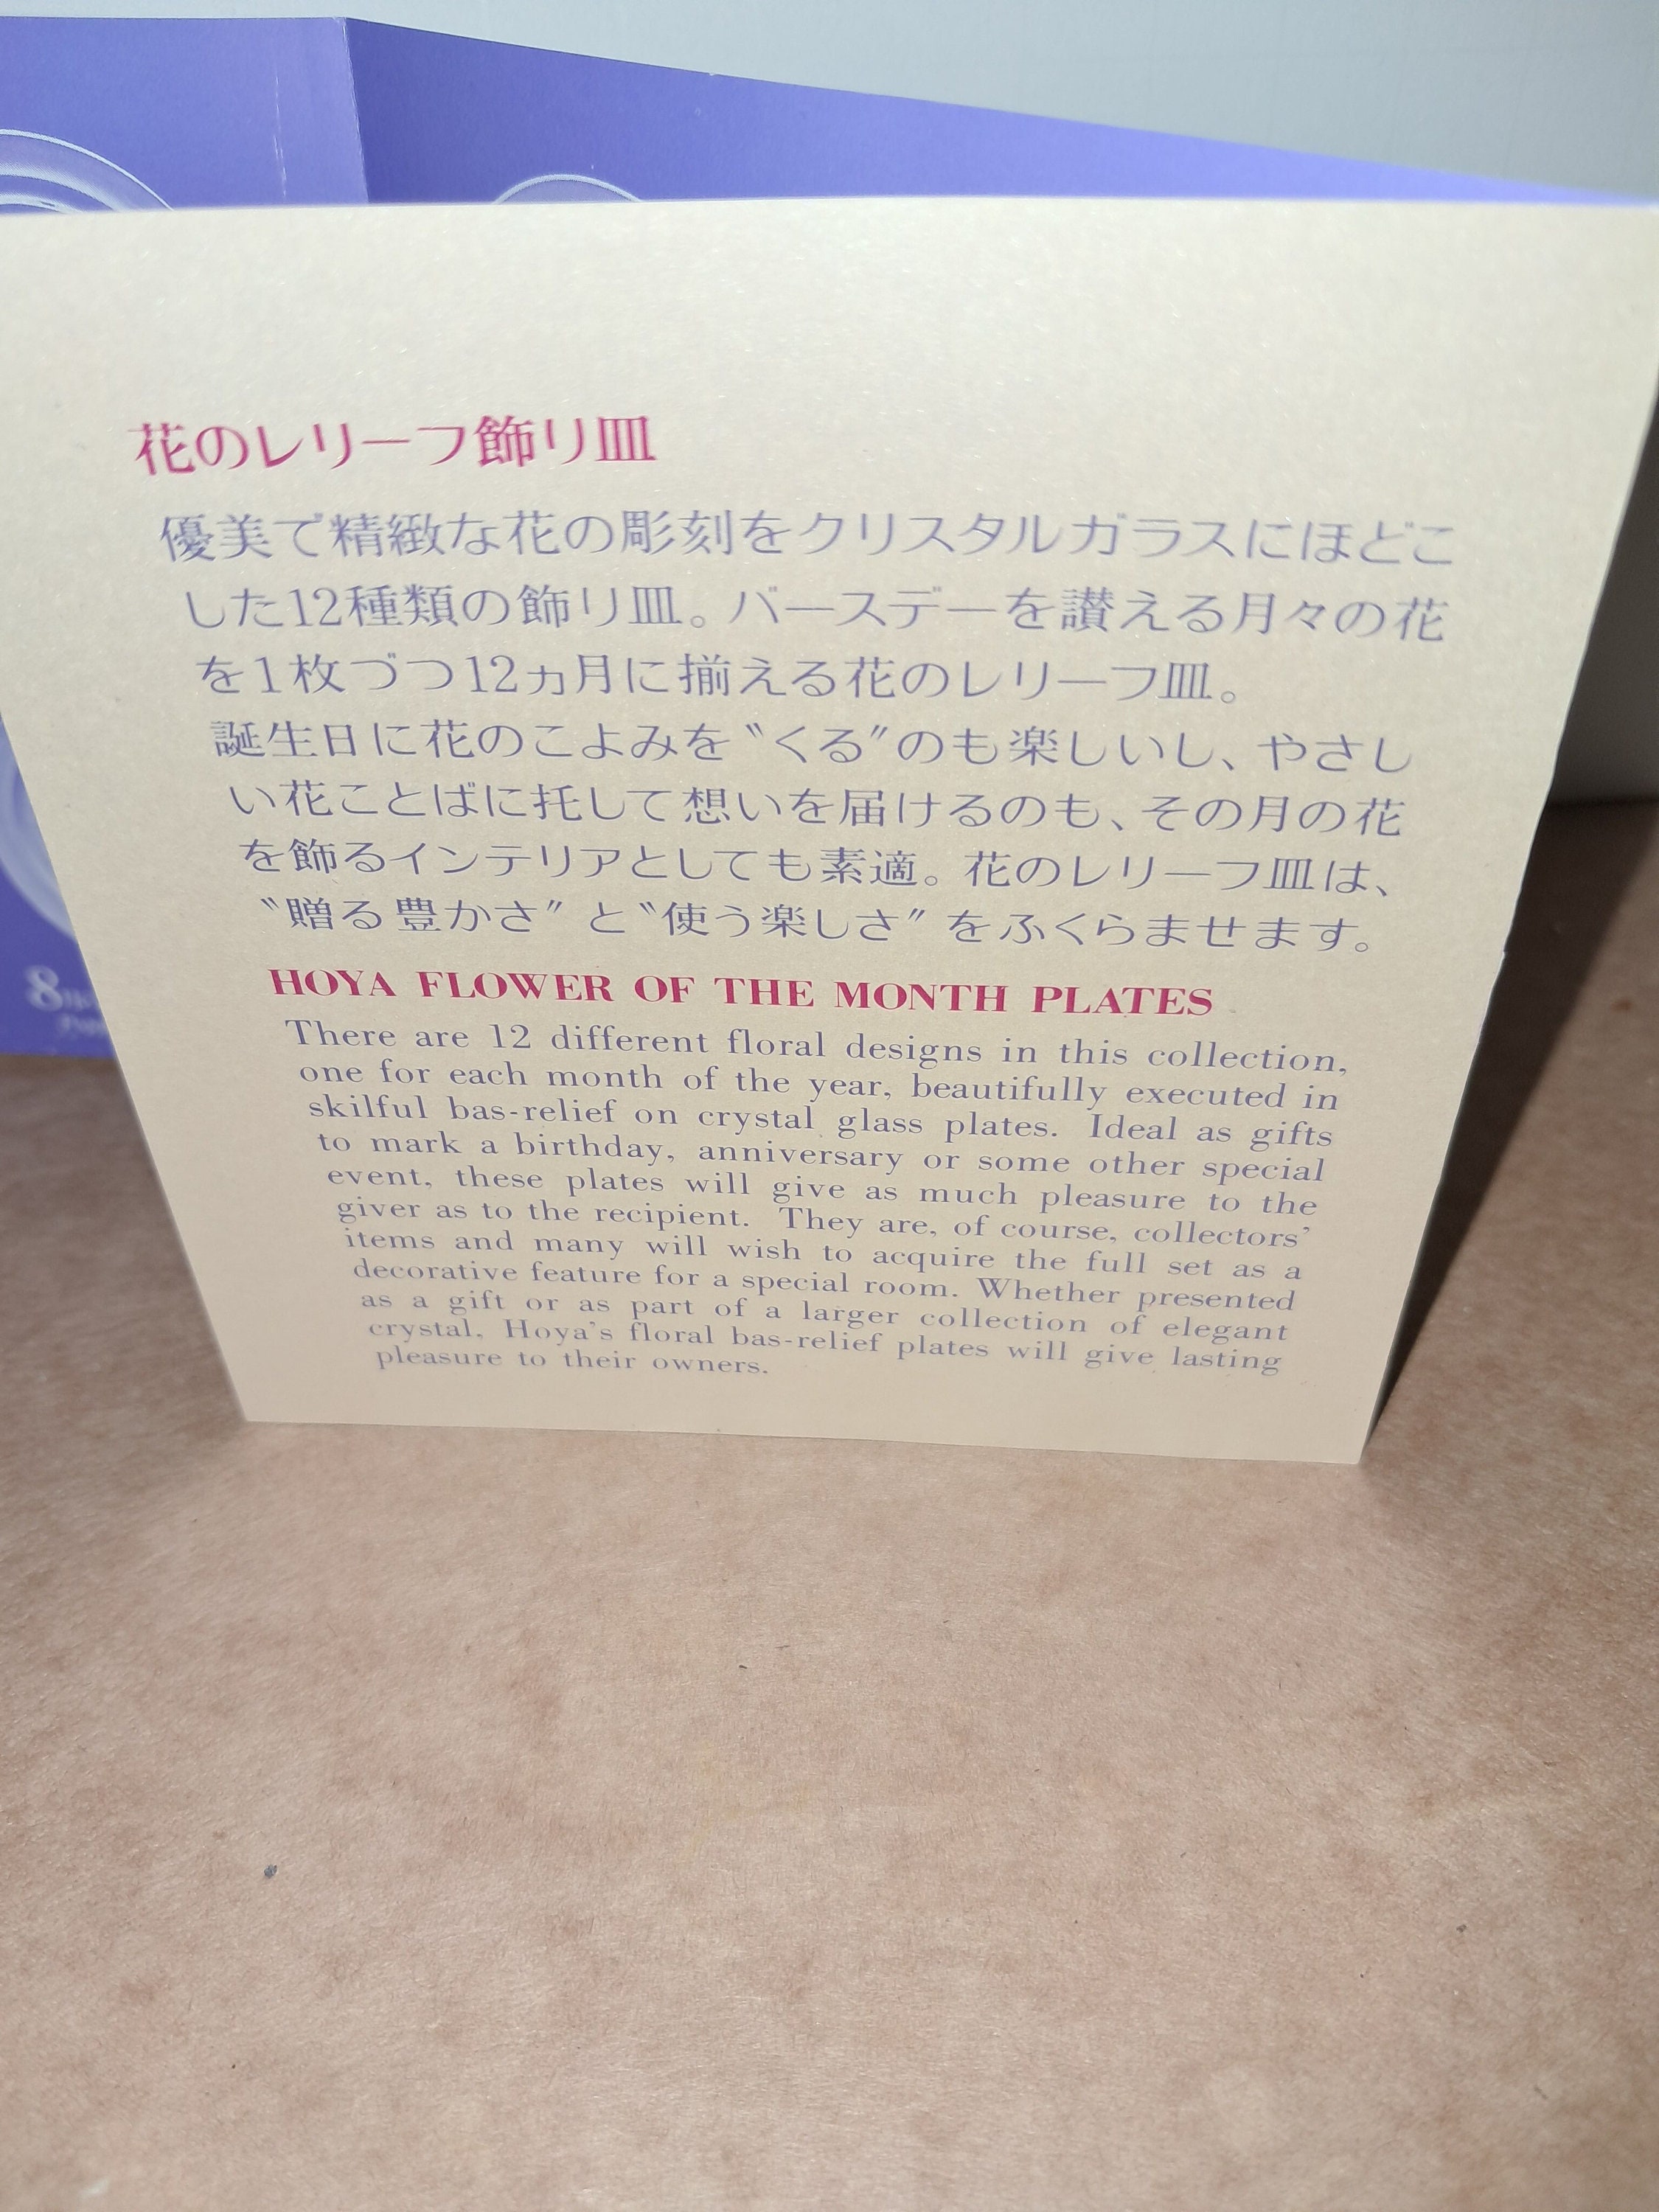 花のレリーフ飾り皿
優美で精緻な花の彫刻をクリスタルガラスにほどこ
した12種類の飾り皿。バースデーを讃える月々の花
を1枚づつ12ヵ月に揃える花のレリーフ皿。
誕生日に花のこよみを〝くる〞のも楽しいし、やさし
い花ことばに托して想いを届けるのも、その月の花
を飾るインテリアとしても素適。花のレリーフ皿は、
〝贈る豊かさ〞と〝使う楽しさ〞をふくらませます。
HOYA FLOWER OF THE MONTH PLATES
There are 12 different floral designs in this collection,
one for each month of the year, beautifully executed in
skilful bas-relief on crystal glass plates. Ideal as gifts
to mark a birthday, anniversary or some other special
event, these plates will give as much pleasure to the
giver as to the recipient. They are, of course, collectors'
items and many will wish to acquire the full set as a
decorative feature for a special room. Whether presented
as a gift or as part of a larger collection of elegant
crystal, Hoya's floral bas-relief plates will give lasting
pleasure to their owners.
8